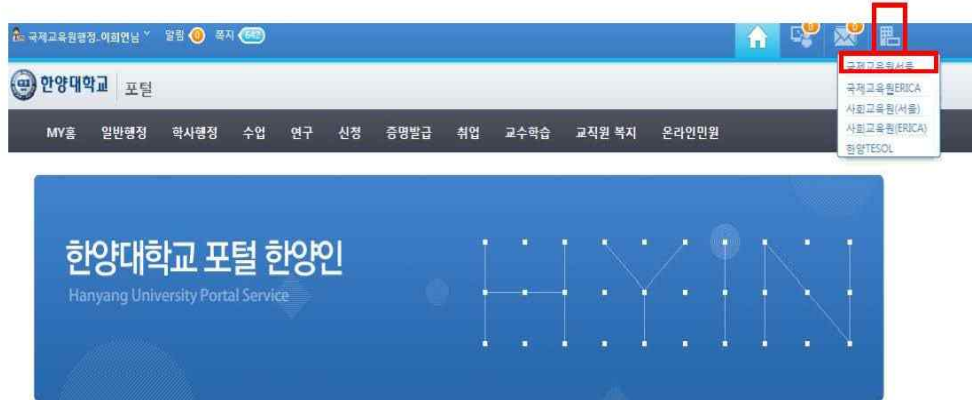 국제교육원행정-이희연님 알림 0 쪽지 642
0 0
국제교육원서울
국제교육원ERICA
사회교육원(서울)
사회교육원(ERICA)
한양TESOL
한양대학교 포털
MY홈 일반행정 학사행정 수업 연구 신청 증명발급 취업 교수학습 교직원 복지 온라인민원
한양대학교 포털 한양인
Hanyang University Portal Service
HYIN